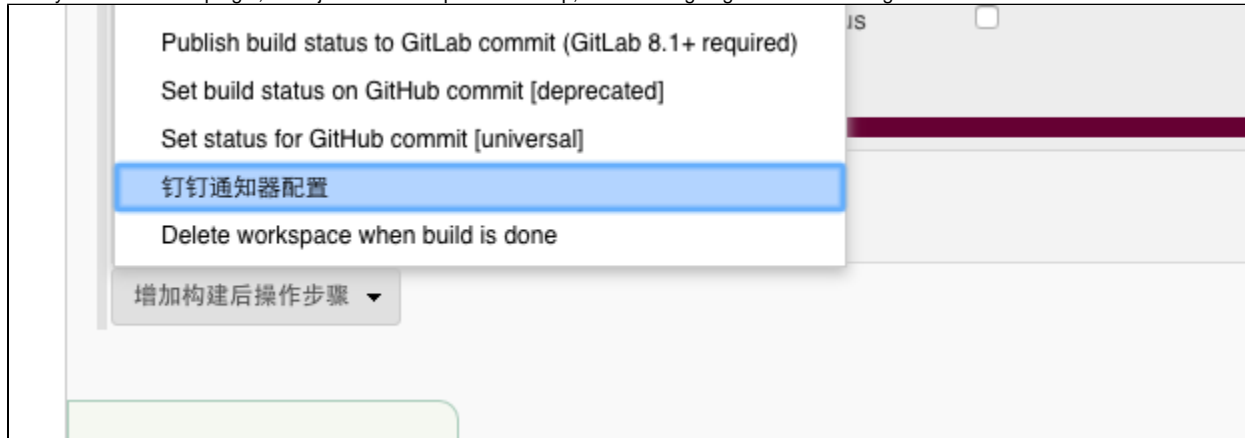 us
Publish build status to GitLab commit (GitLab 8.1+ required)
Set build status on GitHub commit [deprecated]
Set status for GitHub commit [universal]
钉钉通知器配置
Delete workspace when build is done
增加构建后操作步骤